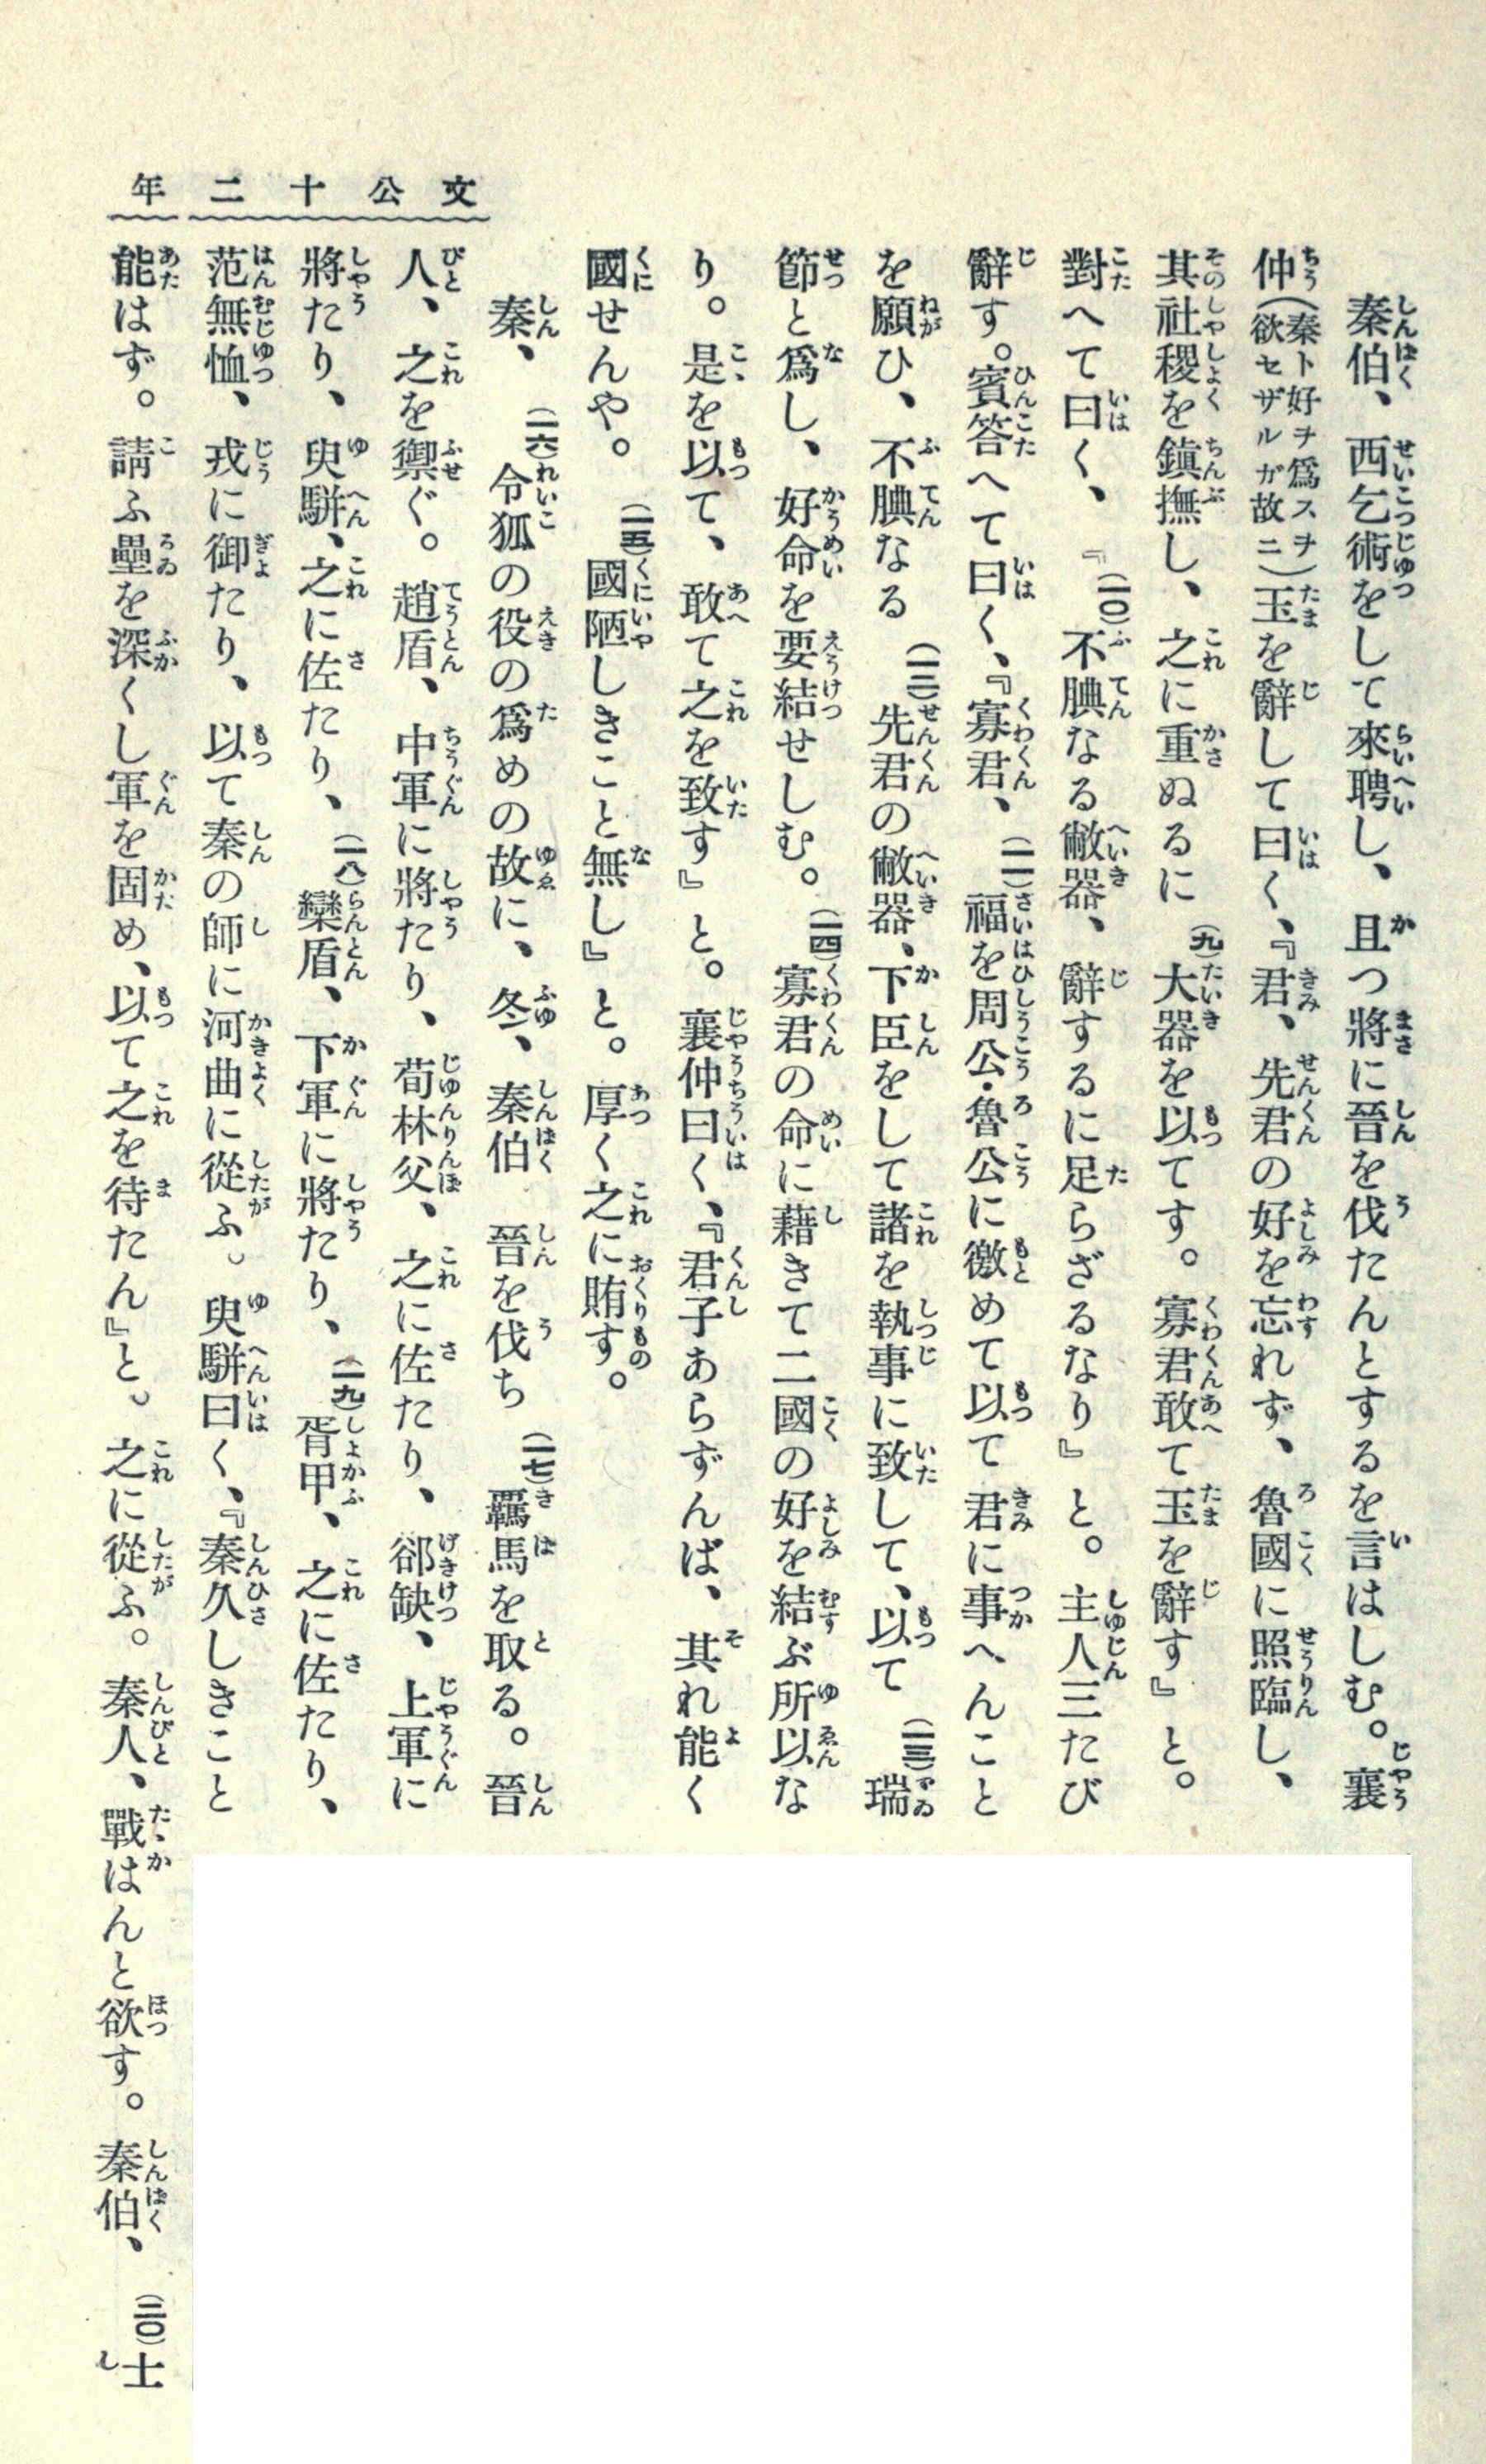 文公十二年
秦伯、西乞術をして來聘し、且つ將に晉を伐たんとするを言はしむ。襄
仲(秦ト好ヲ爲スヲ欲セザルガ故ニ)玉を辭して曰く、『君、先君の好を忘れず、魯國に照臨し、
其社稷を鎭撫し、之に重ぬるに(九)大器を以てす。寡君敢て玉を辭す』と。
對へて曰く、『(一〇)不腆なる敝器、辭するに足らざるなり』と。主人三たび
辭す。賓答へて曰く、『寡君、(一一)福を周公・魯公に徼めて以て君に事へんこと
を願ひ、不腆なる(一二)先君の敝器、下臣をして諸を執事に致して、以て(一三)瑞
節と爲し、好命を要結せしむ。(一四)寡君の命に藉きて二國の好を結ぶ所以な
り。是を以て、敢て之を致す』と。襄仲曰く、『君子あらずんば、其れ能く
國せんや。(一五)國陋しきこと無し』と。厚く之に賄す。
秦、(一六)令狐の役の爲めの故に、冬、秦伯 晉を伐ち(一七)羈馬を取る。晉
人、之を禦ぐ。趙盾、中軍に將たり、荀林父、之に佐たり、郤缺、上軍に
將たり、臾駢、之に佐たり、(一八)欒盾、下軍に將たり、(一九)胥甲、之に佐たり、
范無恤、戎に御たり、以て秦の師に河曲に從ふ。臾駢曰く、『秦久しきこと
能はず。請ふ壘を深くし軍を固め、以て之を待たん』と。之に從ふ。秦人、戰はんと欲す。秦伯、(二〇)士